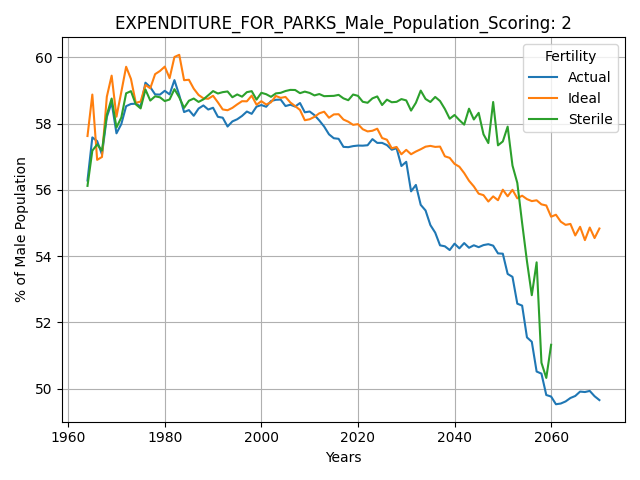 EXPENDITURE_FOR_PARKS_Male_Population_Scoring: 2
Fertility
Actual
Ideal
Sterile
% of Male Population
60
58
56
54
52
50
1960
1980
2000
2020
2040
2060
Years